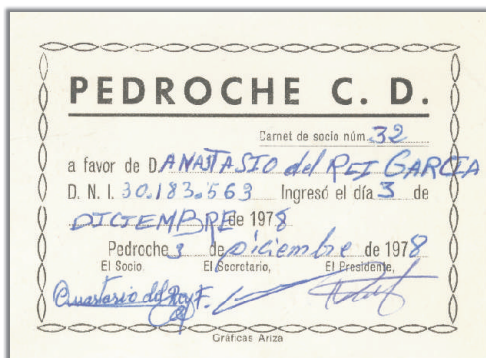 PEDROCHE C. D.
Carnet de socio núm. 32
a favor de D. ANASTASIO del REI GARCIA
D. N. I. 30.183.569 Ingresó el día 3 de
DICIEMBRE de 1978
Pedroche 3 de Diciembre de 1978
El Socio. El Secretario, El Presidente,
Anastasio del Rey
Gráficas Ariza